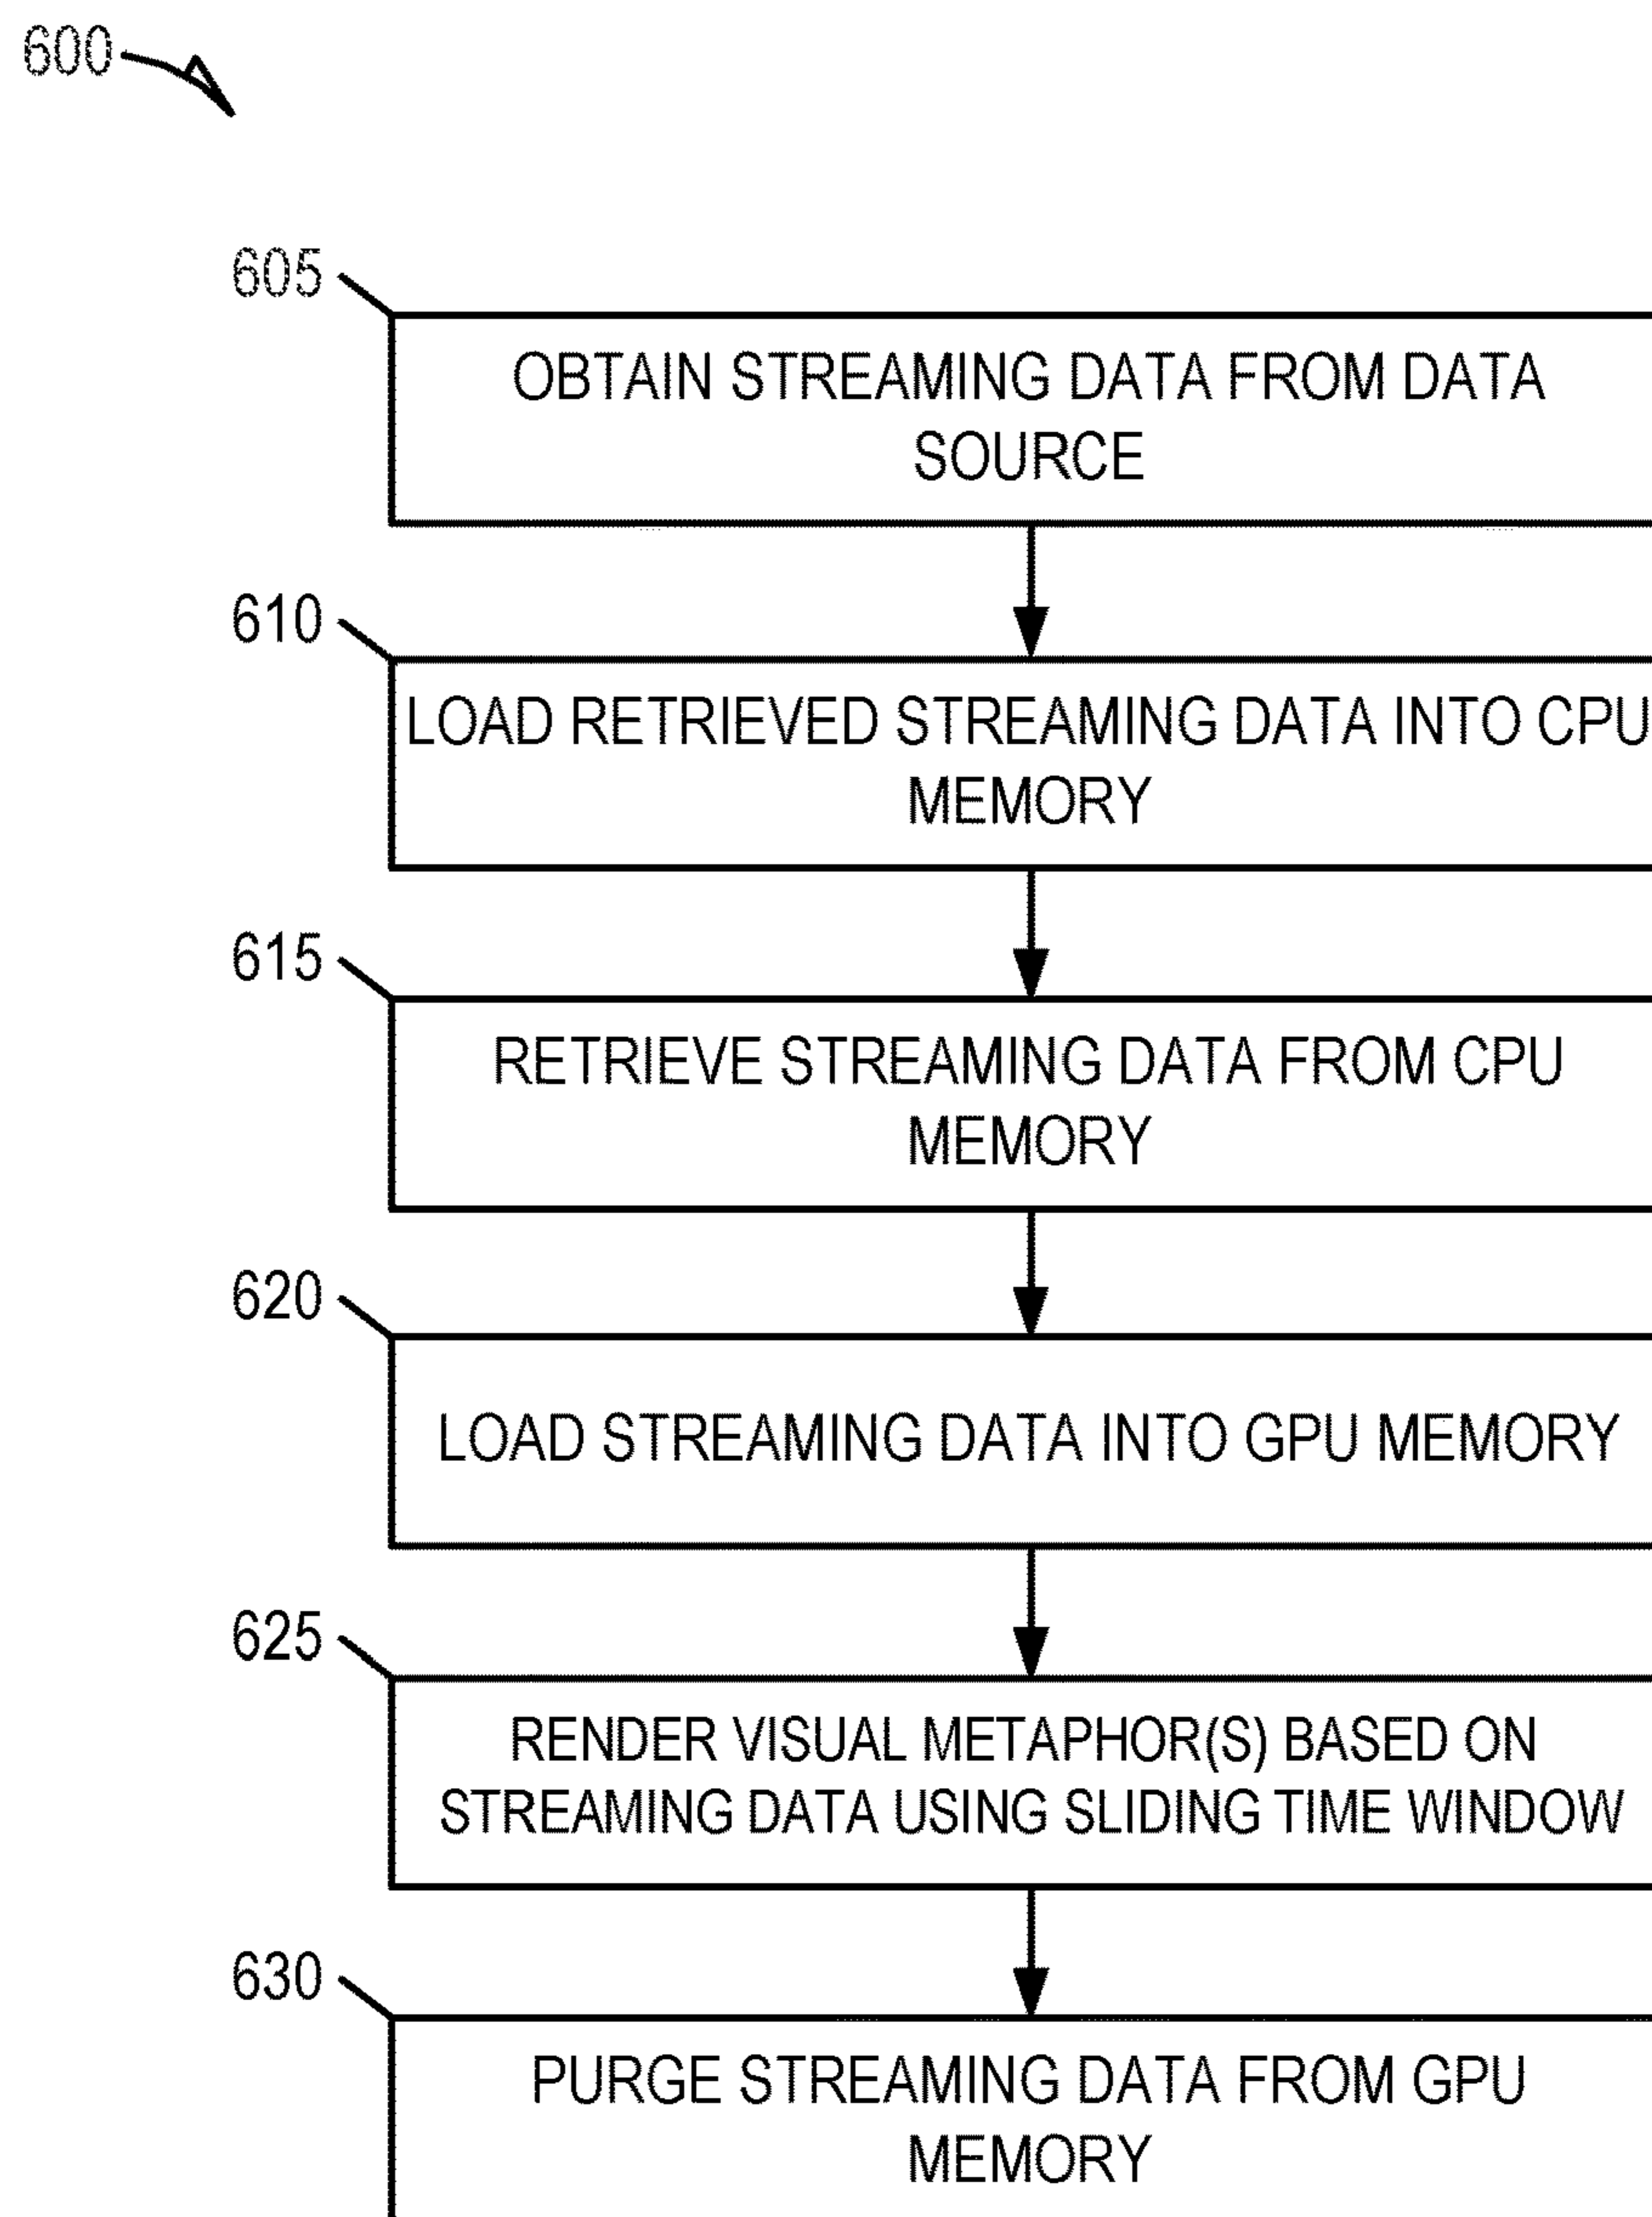 600
605
OBTAIN STREAMING DATA FROM DATA
SOURCE
610
LOAD RETRIEVED STREAMING DATA INTO CPU
MEMORY
615
RETRIEVE STREAMING DATA FROM CPU
MEMORY
620
LOAD STREAMING DATA INTO GPU MEMORY
625
RENDER VISUAL METAPHOR(S) BASED ON
STREAMING DATA USING SLIDING TIME WINDOW
630
PURGE STREAMING DATA FROM GPU
MEMORY